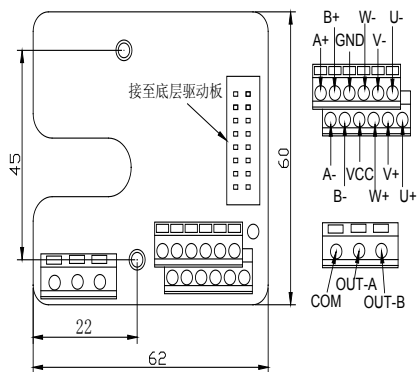 B+ W- U-
A+ GND V-
接至底层驱动板
45
60
A- VCC V+
B- W+ U+
22
62
OUT-A
COM OUT-B